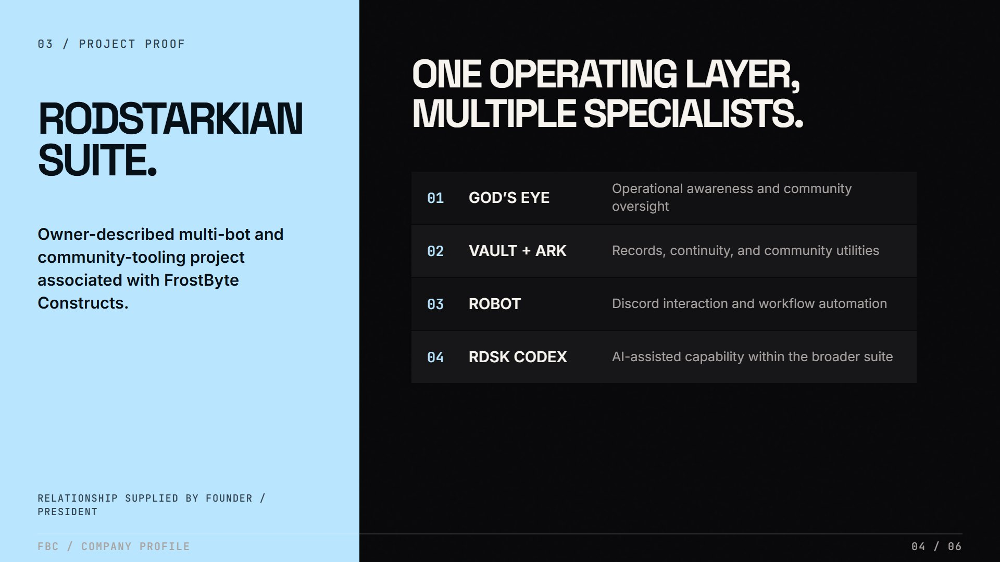 03 / PROJECT PROOF
RODSTARKIAN
SUITE.
Owner-described multi-bot and
community-tooling project
associated with FrostByte
Constructs.
RELATIONSHIP SUPPLIED BY FOUNDER /
PRESIDENT
ONE OPERATING LAYER,
MULTIPLE SPECIALISTS.
01 GOD’S EYE Operational awareness and community
oversight
02 VAULT + ARK Records, continuity, and community utilities
03 ROBOT Discord interaction and workflow automation
04 RDSK CODEX AI-assisted capability within the broader suite
FBC / COMPANY PROFILE
04 / 06